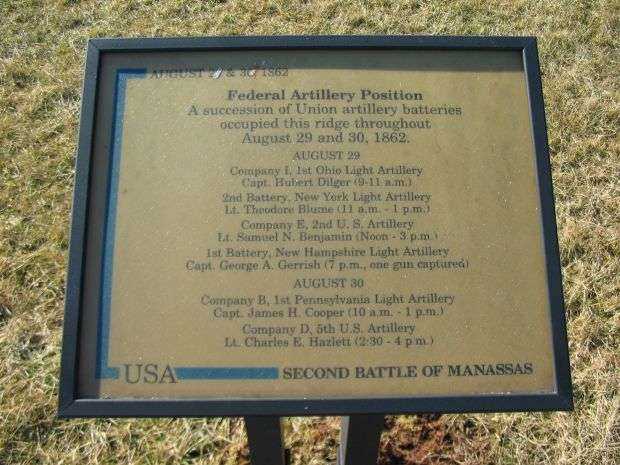 AUGUST 29 & 30, 1862
Federal Artillery Position
A succession of Union artillery batteries
occupied this ridge throughout
August 29 and 30, 1862.
AUGUST 29
Company I, 1st Ohio Light Artillery
Capt. Hubert Dilger (9-11 a.m.)
2nd Battery, New York Light Artillery
Lt. Theodore Blume (11 a.m. - 1 p.m.)
Company E, 2nd U. S. Artillery
Lt. Samuel N. Benjamin (Noon - 3 p.m.)
1st Battery, New Hampshire Light Artillery
Capt. George A. Gerrish (7 p.m., one gun captured)
AUGUST 30
Company B, 1st Pennsylvania Light Artillery
Capt. James H. Cooper (10 a.m. - 1 p.m.)
Company D, 5th U.S. Artillery
Lt. Charles E. Hazlett (2:30 - 4 p.m.)
USA SECOND BATTLE OF MANASSAS